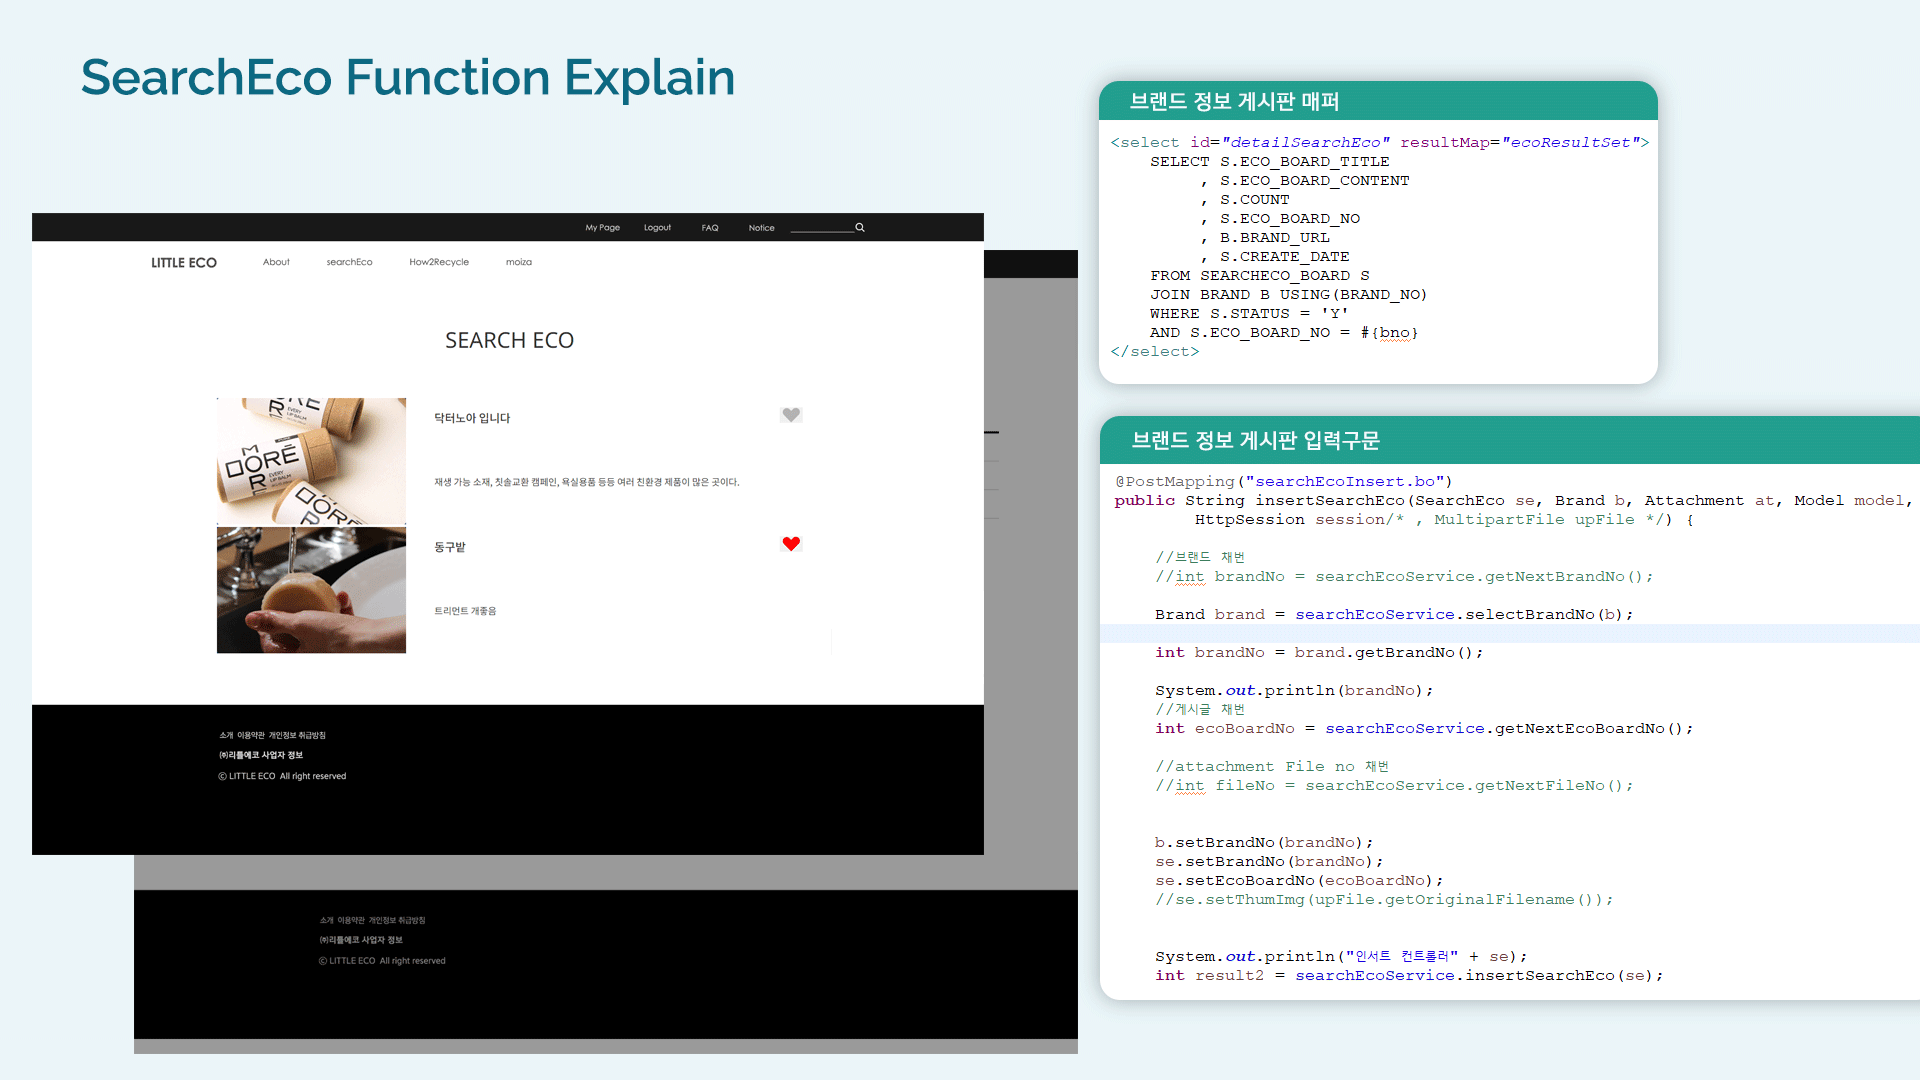 SearchEco Function Explain
My Page Logout FAQ Notice
LITTLE ECO About searchEco How2Recycle moiza
SEARCH ECO
닥터노아 입니다
재생 가능 소재, 칫솔교환 캠페인, 욕실용품 등등 여러 친환경 제품이 많은 곳이다.
동구밭
트리먼트 개좋음
소개 이용약관 개인정보 취급방침
㈜리틀에코 사업자 정보
ⓒ LITTLE ECO All right reserved
소개 이용약관 개인정보 취급방침
㈜리틀에코 사업자 정보
ⓒ LITTLE ECO All right reserved
브랜드 정보 게시판 매퍼
<select id="detailSearchEco" resultMap="ecoResultSet">
SELECT S.ECO_BOARD_TITLE
, S.ECO_BOARD_CONTENT
, S.COUNT
, S.ECO_BOARD_NO
, B.BRAND_URL
, S.CREATE_DATE
FROM SEARCHECO_BOARD S
JOIN BRAND B USING(BRAND_NO)
WHERE S.STATUS = 'Y'
AND S.ECO_BOARD_NO = #{bno}
</select>
브랜드 정보 게시판 입력구문
@PostMapping("searchEcoInsert.bo")
public String insertSearchEco(SearchEco se, Brand b, Attachment at, Model model,
HttpSession session/* , MultipartFile upFile */) {
//브랜드 채번
//int brandNo = searchEcoService.getNextBrandNo();
Brand brand = searchEcoService.selectBrandNo(b);
int brandNo = brand.getBrandNo();
System.out.println(brandNo);
//게시글 채번
int ecoBoardNo = searchEcoService.getNextEcoBoardNo();
//attachment File no 채번
//int fileNo = searchEcoService.getNextFileNo();
b.setBrandNo(brandNo);
se.setBrandNo(brandNo);
se.setEcoBoardNo(ecoBoardNo);
//se.setThumImg(upFile.getOriginalFilename());
System.out.println("인서트 컨트롤러" + se);
int result2 = searchEcoService.insertSearchEco(se);